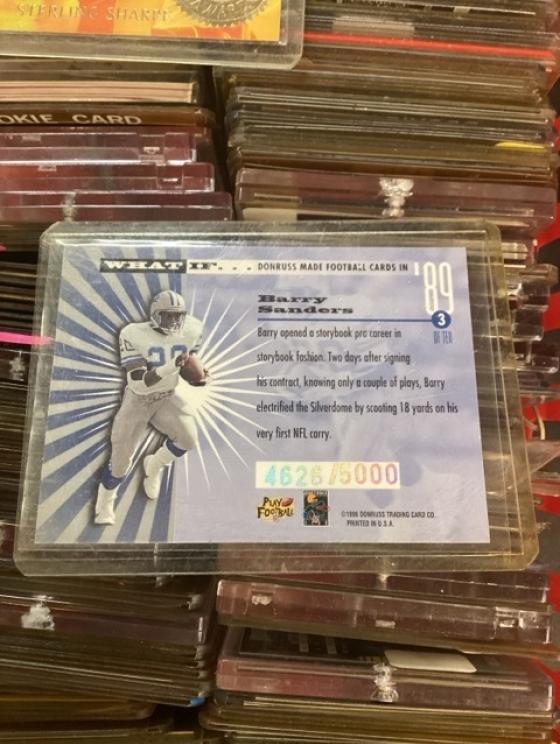 STERLING SHARPE
OKIE CARD
WHAT IF... DONRUSS MADE FOOTBALL CARDS IN '89
3
OF TEN
Barry
Sanders
Barry opened a storybook pro career in
storybook fashion. Two days after signing
his contract, knowing only a couple of plays, Barry
electrified the Silverdome by scooting 18 yards on his
very first NFL carry.
20
4626/5000
PLAY
FOOTBALL
©1996 DONRUSS TRADING CARD CO.
PRINTED IN U.S.A.